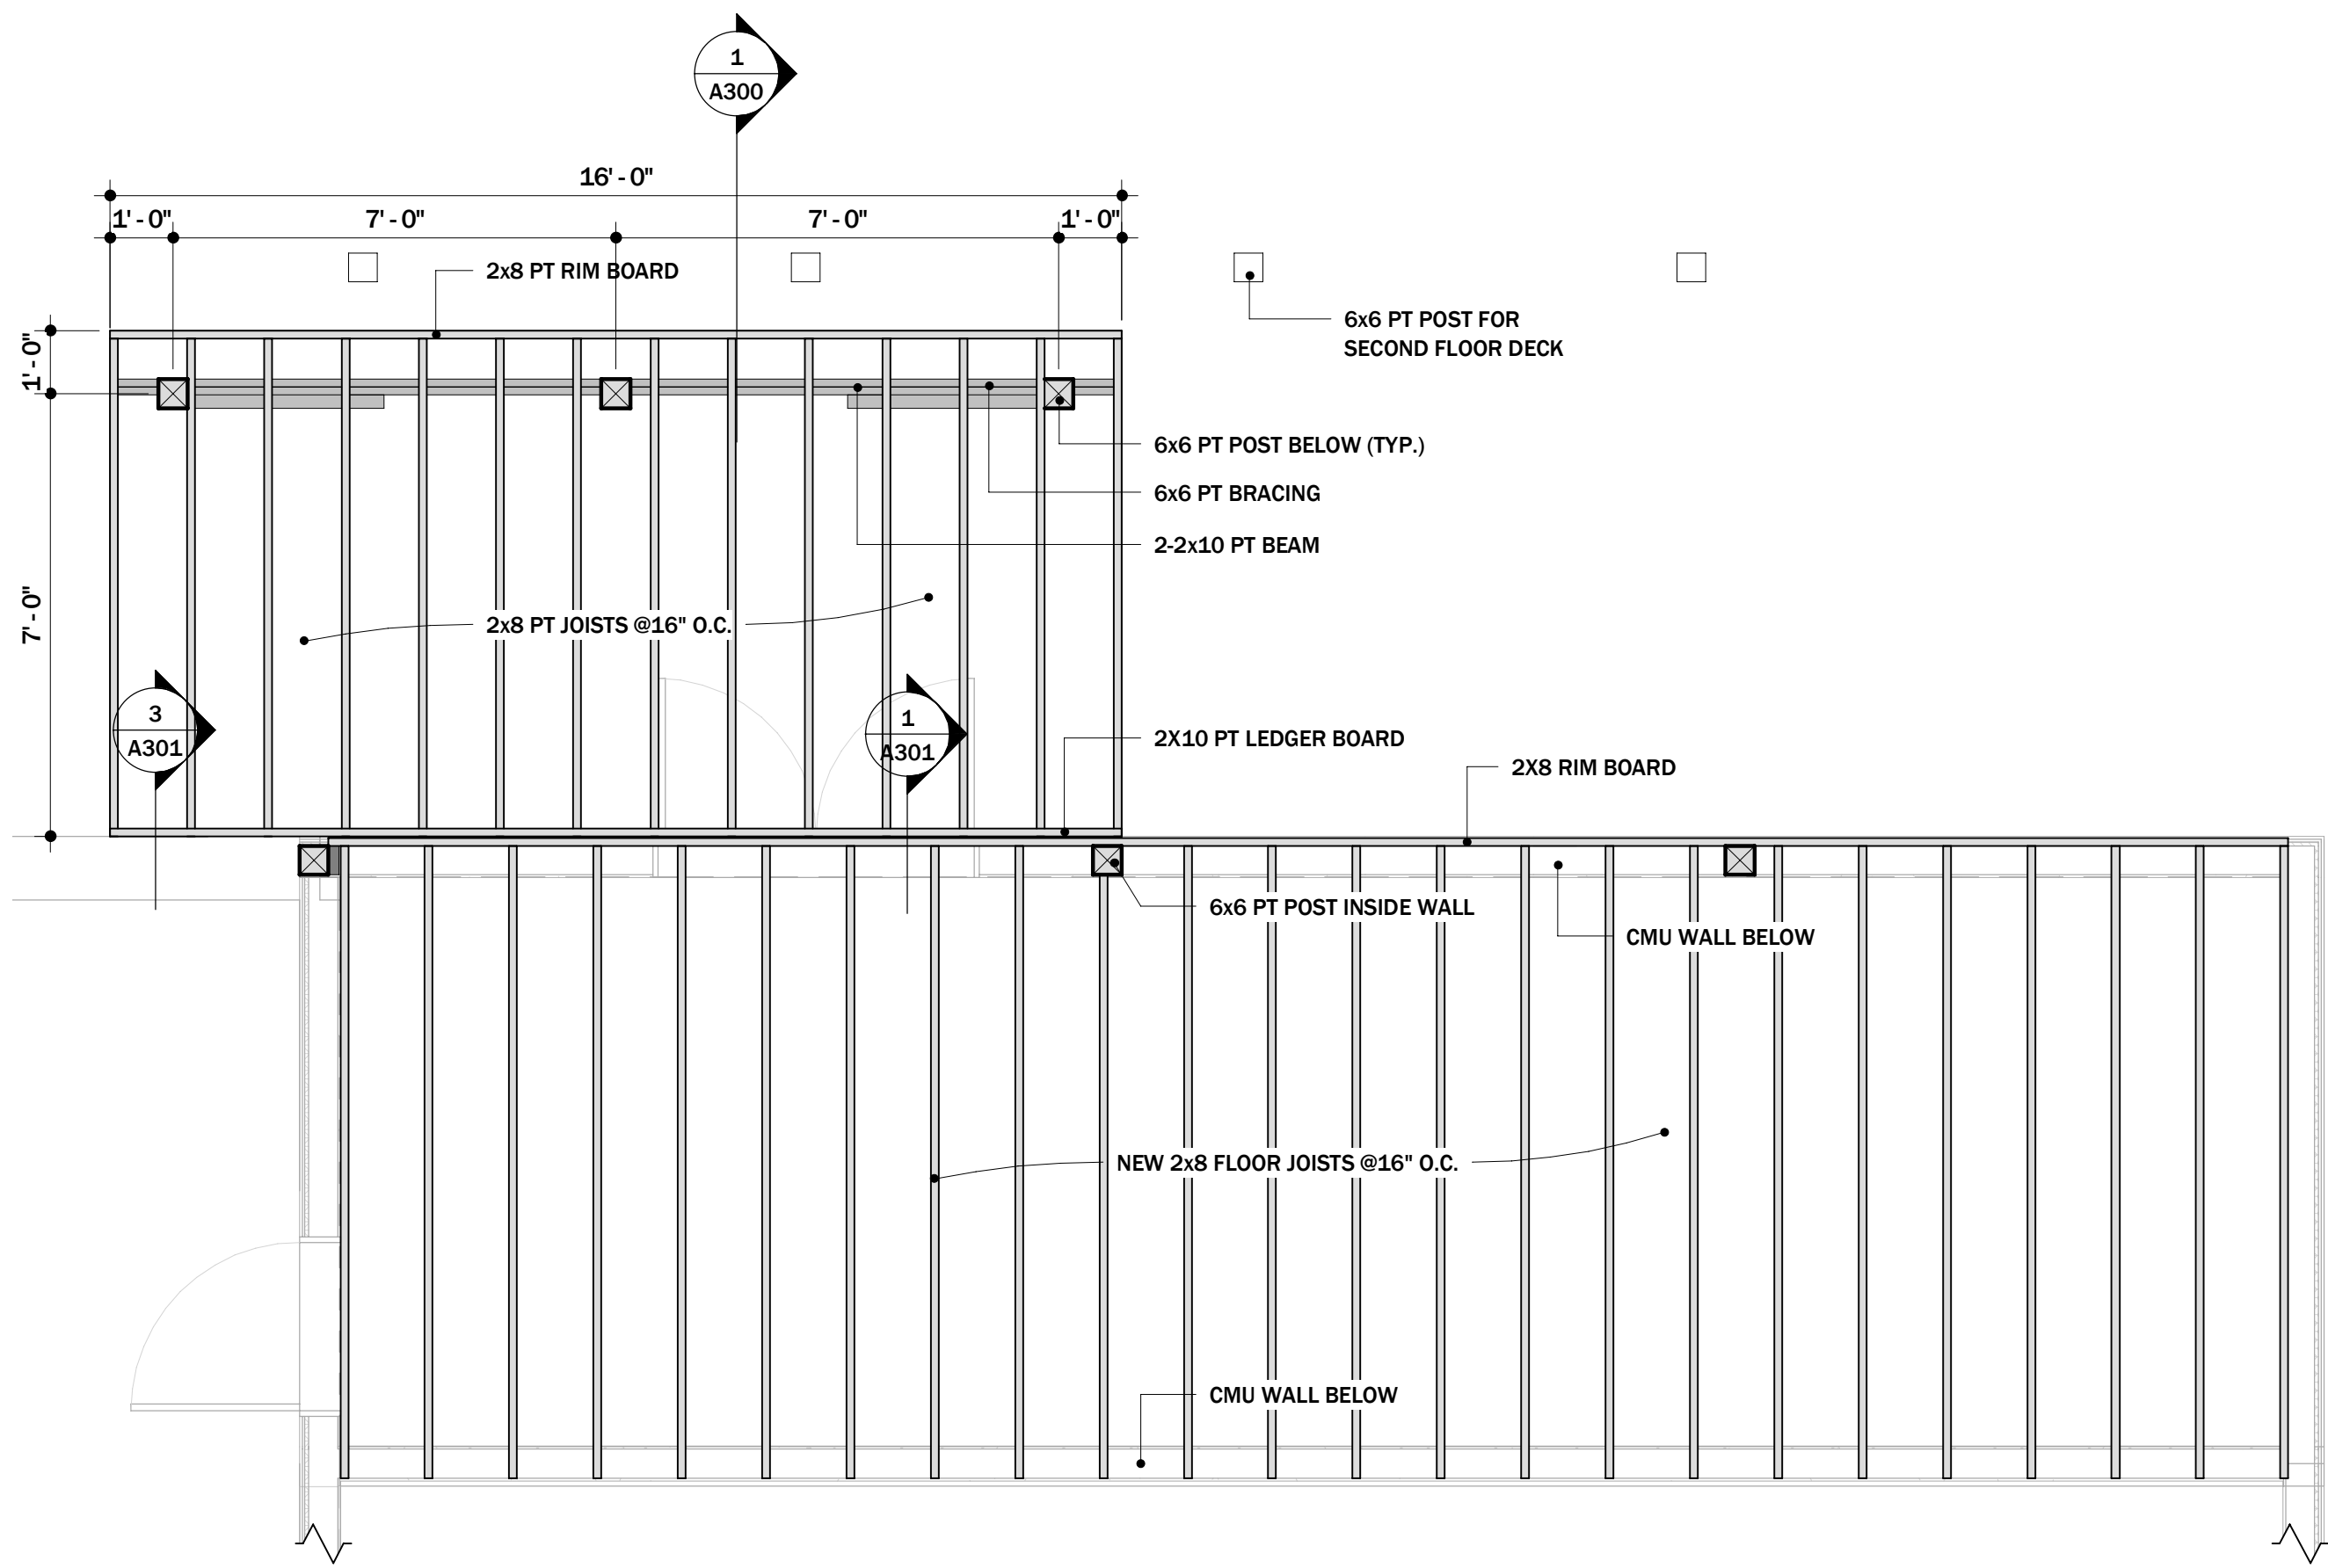 1
A300
16'-0"
1'-0"
7'-0"
7'-0"
1'-0"
2x8 PT RIM BOARD
6x6 PT POST FOR
SECOND FLOOR DECK
1'-0"
6x6 PT POST BELOW (TYP.)
6x6 PT BRACING
2-2x10 PT BEAM
7'-0"
2x8 PT JOISTS @16" O.C.
3
A301
1
A301
2X10 PT LEDGER BOARD
2X8 RIM BOARD
6x6 PT POST INSIDE WALL
CMU WALL BELOW
NEW 2x8 FLOOR JOISTS @16" O.C.
CMU WALL BELOW